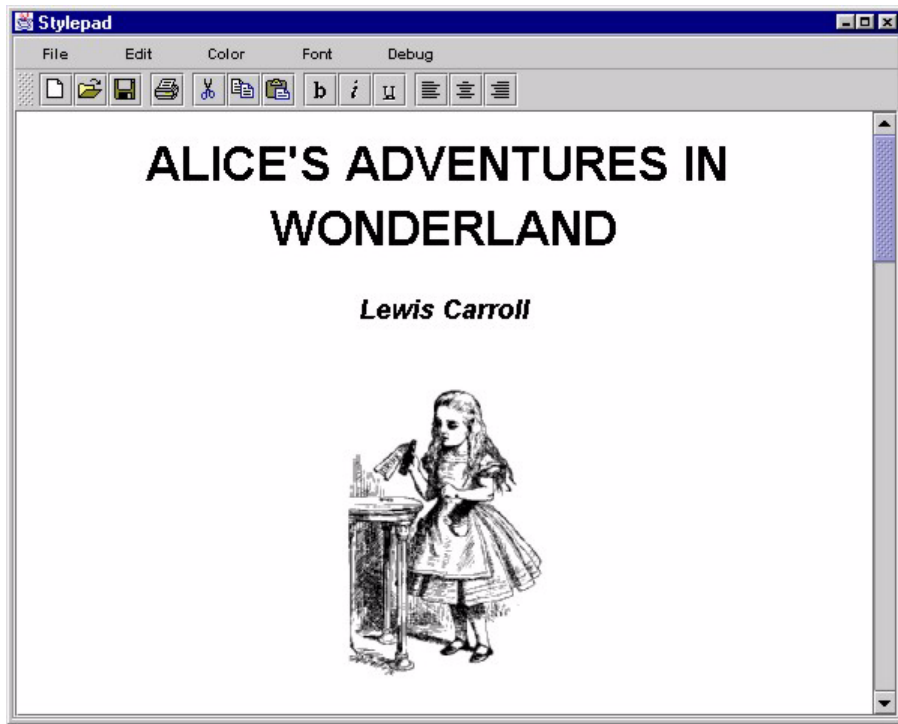 Stylepad
File Edit Color Font Debug
b i u
ALICE'S ADVENTURES IN
WONDERLAND
Lewis Carroll